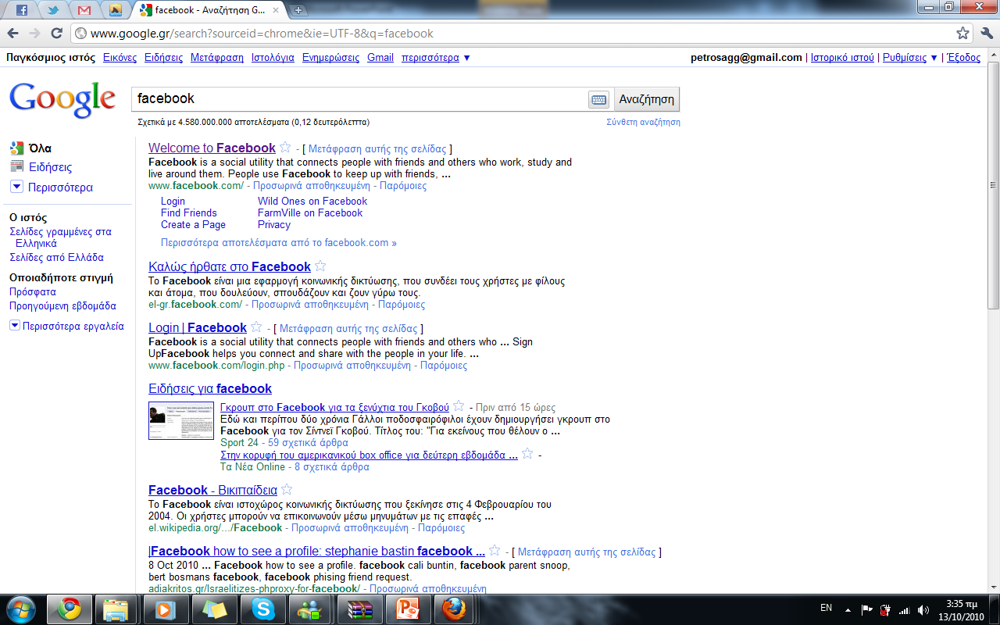 facebook - Αναζήτηση G...
www.google.gr/search?sourceid=chrome&ie=UTF-8&q=facebook
Παγκόσμιος ιστός Εικόνες Ειδήσεις Μετάφραση Ιστολόγια Ενημερώσεις Gmail περισσότερα ▼
petrosagg@gmail.com | Ιστορικό ιστού | Ρυθμίσεις ▼ | Έξοδος
Google
facebook
Αναζήτηση
Σχετικά με 4.580.000.000 αποτελέσματα (0,12 δευτερόλεπτα)
Σύνθετη αναζήτηση
Όλα
Ειδήσεις
Περισσότερα
Ο ιστός
Σελίδες γραμμένες στα
Ελληνικά
Σελίδες από Ελλάδα
Οποιαδήποτε στιγμή
Πρόσφατα
Προηγούμενη εβδομάδα
Περισσότερα εργαλεία
Welcome to Facebook - [ Μετάφραση αυτής της σελίδας ]
Facebook is a social utility that connects people with friends and others who work, study and
live around them. People use Facebook to keep up with friends, ...
www.facebook.com/ - Προσωρινά αποθηκευμένη - Παρόμοιες
Login Wild Ones on Facebook
Find Friends FarmVille on Facebook
Create a Page Privacy
Περισσότερα αποτελέσματα από το facebook.com »
Καλώς ήρθατε στο Facebook
Το Facebook είναι μια εφαρμογή κοινωνικής δικτύωσης, που συνδέει τους χρήστες με φίλους
και άτομα, που δουλεύουν, σπουδάζουν και ζουν γύρω τους.
el-gr.facebook.com/ - Προσωρινά αποθηκευμένη - Παρόμοιες
Login | Facebook - [ Μετάφραση αυτής της σελίδας ]
Facebook is a social utility that connects people with friends and others who ... Sign
UpFacebook helps you connect and share with the people in your life. ...
www.facebook.com/login.php - Προσωρινά αποθηκευμένη - Παρόμοιες
Ειδήσεις για facebook
Γκρουπ στο Facebook για τα ξενύχτια του Γκοβού - Πριν από 15 ώρες
Εδώ και περίπου δύο χρόνια Γάλλοι ποδοσφαιρόφιλοι έχουν δημιουργήσει γκρουπ στο
Facebook για τον Σίντνεϊ Γκοβού. Τίτλος του: "Για εκείνους που θέλουν ο ...
Sport 24 - 59 σχετικά άρθρα
Στην κορυφή του αμερικανικού box office για δεύτερη εβδομάδα ... -
Τα Νέα Online - 8 σχετικά άρθρα
Facebook - Βικιπαίδεια
Το Facebook είναι ιστοχώρος κοινωνικής δικτύωσης που ξεκίνησε στις 4 Φεβρουαρίου του
2004. Οι χρήστες μπορούν να επικοινωνούν μέσω μηνυμάτων με τις επαφές ...
el.wikipedia.org/.../Facebook - Προσωρινά αποθηκευμένη - Παρόμοιες
|Facebook how to see a profile: stephanie bastin facebook ... - [ Μετάφραση αυτής της σελίδας ]
8 Oct 2010 ... Facebook how to see a profile. facebook cali buntin, facebook parent snoop,
bert bosmans facebook, facebook phising friend request.
adiakritos.gr/Israelitizes-phproxy-for-facebook/ - Προσωρινά αποθηκευμένη
EN
3:35 πμ
13/10/2010